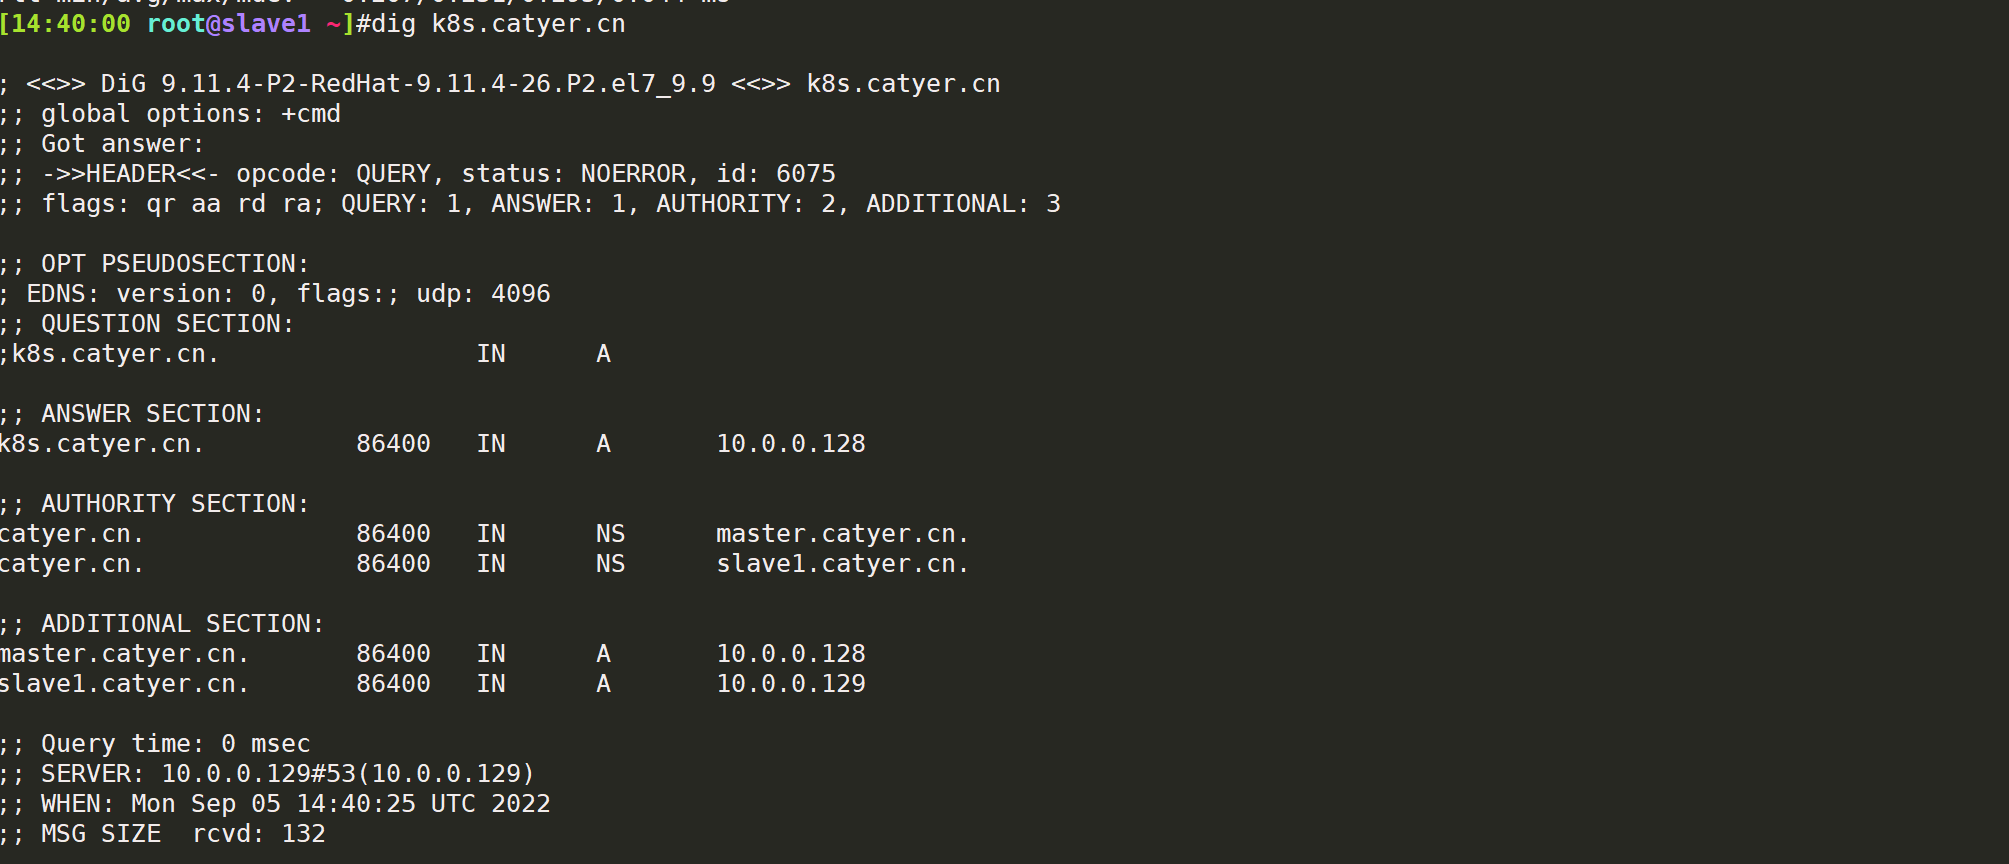 [14:40:00 root@slave1 ~]#dig k8s.catyer.cn
; <<>> DiG 9.11.4-P2-RedHat-9.11.4-26.P2.el7_9.9 <<>> k8s.catyer.cn
;; global options: +cmd
;; Got answer:
;; ->>HEADER<<- opcode: QUERY, status: NOERROR, id: 6075
;; flags: qr aa rd ra; QUERY: 1, ANSWER: 1, AUTHORITY: 2, ADDITIONAL: 3
;; OPT PSEUDOSECTION:
; EDNS: version: 0, flags:; udp: 4096
;; QUESTION SECTION:
;k8s.catyer.cn. IN A
;; ANSWER SECTION:
k8s.catyer.cn. 86400 IN A 10.0.0.128
;; AUTHORITY SECTION:
catyer.cn. 86400 IN NS master.catyer.cn.
catyer.cn. 86400 IN NS slave1.catyer.cn.
;; ADDITIONAL SECTION:
master.catyer.cn. 86400 IN A 10.0.0.128
slave1.catyer.cn. 86400 IN A 10.0.0.129
;; Query time: 0 msec
;; SERVER: 10.0.0.129#53(10.0.0.129)
;; WHEN: Mon Sep 05 14:40:25 UTC 2022
;; MSG SIZE  rcvd: 132